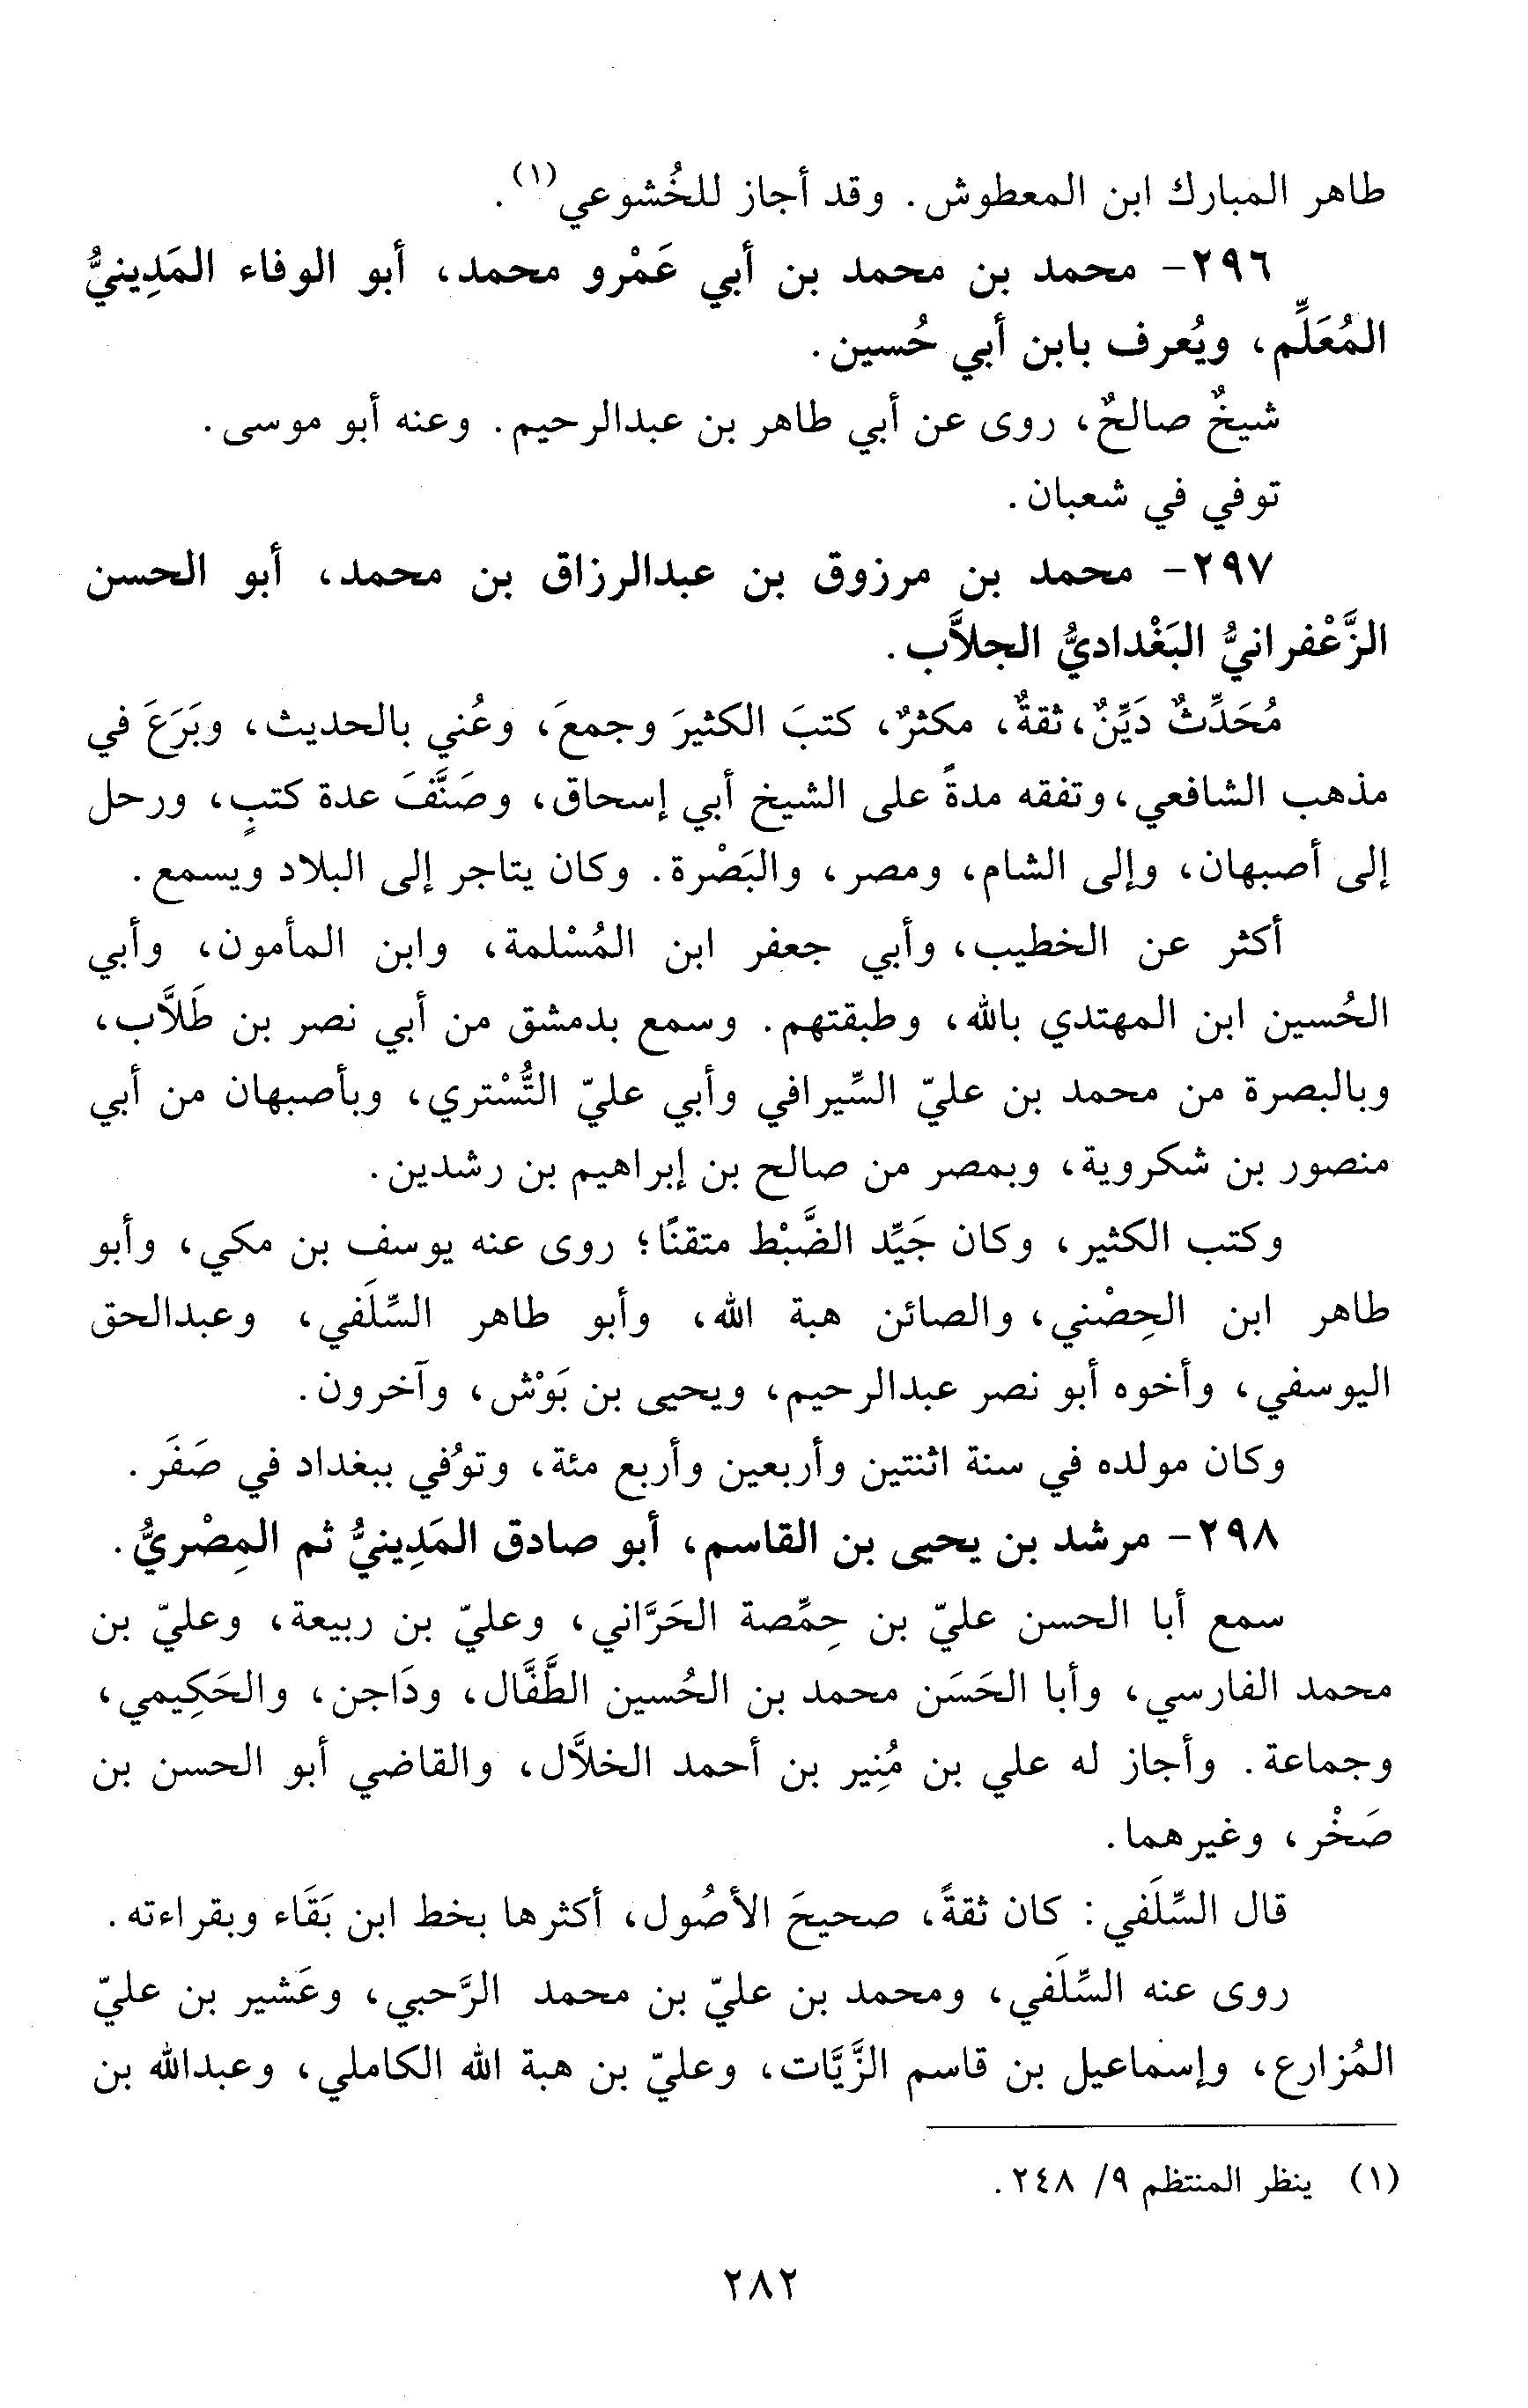 طاهر المبارك ابن المعطوش. وقد أجاز للخُشوعي(١).
٢٩٦- محمد بن محمد بن أبي عَمْرو محمد، أبو الوفاء المَدِينيُّ
المُعَلِّم، ويُعرف بابن أبي حُسين.
شيخٌ صالحٌ، روى عن أبي طاهر بن عبدالرحيم. وعنه أبو موسى.
توفي في شعبان.
٢٩٧- محمد بن مرزوق بن عبدالرزاق بن محمد، أبو الحسن
الزَّعْفرانيُّ البَغْداديُّ الجلاَّب.
مُحَدِّثٌ دَيِّنٌ، ثقةٌ، مكثرٌ، كتبَ الكثيرَ وجمعَ، وعُني بالحديث، وبَرَعَ في
مذهب الشافعي، وتفقه مدةً على الشيخ أبي إسحاق، وصَنَّفَ عدة كتبٍ، ورحل
إلى أصبهان، وإلى الشام، ومصر، والبَصْرة. وكان يتاجر إلى البلاد ويسمع.
أكثر عن الخطيب، وأبي جعفر ابن المُسْلمة، وابن المأمون، وأبي
الحُسين ابن المهتدي بالله، وطبقتهم. وسمع بدمشق من أبي نصر بن طَلاَّب،
وبالبصرة من محمد بن عليّ السِّيرافي وأبي عليّ التُّسْتري، وبأصبهان من أبي
منصور بن شكروية، وبمصر من صالح بن إبراهيم بن رشدين.
وكتب الكثير، وكان جَيِّد الضَّبْط متقنًا؛ روى عنه يوسف بن مكي، وأبو
طاهر ابن الحِصْني، والصائن هبة الله، وأبو طاهر السِّلَفي، وعبدالحق
اليوسفي، وأخوه أبو نصر عبدالرحيم، ويحيى بن بَوْش، وآخرون.
وكان مولده في سنة اثنتين وأربعين وأربع مئة، وتوُفي ببغداد في صَفَر.
٢٩٨- مرشد بن يحيى بن القاسم، أبو صادق المَدِينيُّ ثم المِصْريُّ.
سمع أبا الحسن عليّ بن حِمِّصة الحَرَّاني، وعليّ بن ربيعة، وعليّ بن
محمد الفارسي، وأبا الحَسَن محمد بن الحُسين الطَّفَّال، ودَاجن، والحَكِيمي،
وجماعة. وأجاز له علي بن مُنِير بن أحمد الخلاَّل، والقاضي أبو الحسن بن
صَخْر، وغيرهما.
قال السِّلَفي: كان ثقةً، صحيحَ الأصُول، أكثرها بخط ابن بَقَاء وبقراءته.
روى عنه السِّلَفي، ومحمد بن عليّ بن محمد الرَّحبي، وعَشير بن عليّ
المُزارع، وإسماعيل بن قاسم الزَّيَّات، وعليّ بن هبة الله الكاملي، وعبدالله بن
(١) ينظر المنتظم ٩/ ٢٤٨.
٢٨٢